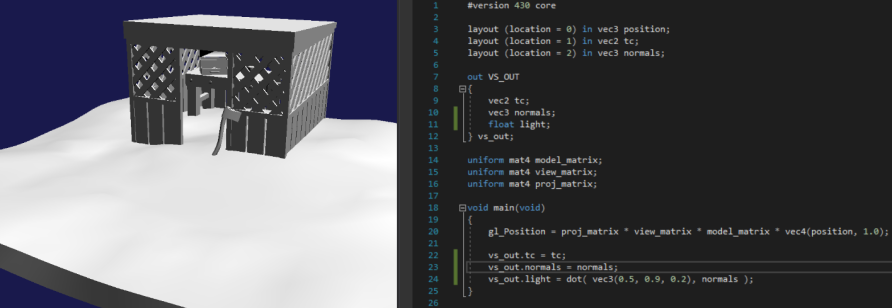 1 #version 430 core
2
3 layout (location = 0) in vec3 position;
4 layout (location = 1) in vec2 tc;
5 layout (location = 2) in vec3 normals;
6
7 out VS_OUT
8 {
9 vec2 tc;
10 vec3 normals;
11 float light;
12 } vs_out;
13
14 uniform mat4 model_matrix;
15 uniform mat4 view_matrix;
16 uniform mat4 proj_matrix;
17
18 void main(void)
19 {
20 gl_Position = proj_matrix * view_matrix * model_matrix * vec4(position, 1.0);
21
22 vs_out.tc = tc;
23 vs_out.normals = normals;
24 vs_out.light = dot( vec3(0.5, 0.9, 0.2), normals );
25 }
26